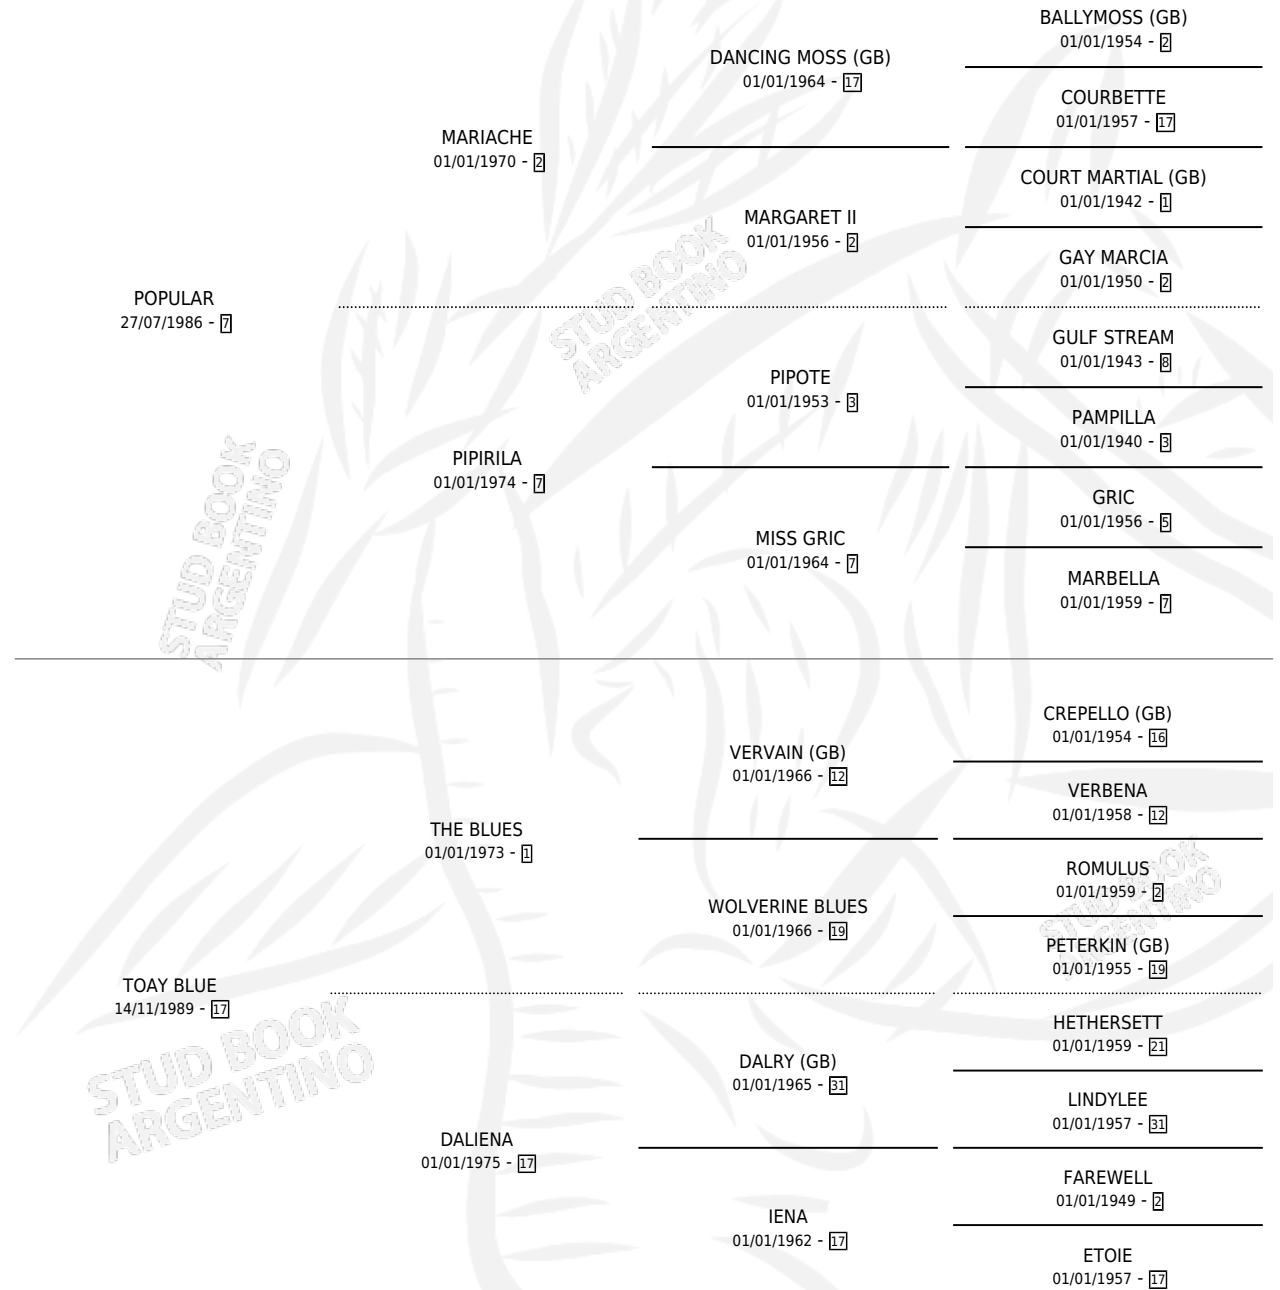 BALLYMOSS (GB)
01/01/1954 - 2
DANCING MOSS (GB)
01/01/1964 - 17
COURBETTE
01/01/1957 - 17
MARIACHE
01/01/1970 - 2
COURT MARTIAL (GB)
01/01/1942 - 1
MARGARET II
01/01/1956 - 2
GAY MARCIA
01/01/1950 - 2
POPULAR
27/07/1986 - 7
GULF STREAM
01/01/1943 - 8
PIPOTE
01/01/1953 - 3
PAMPILLA
01/01/1940 - 3
PIPIRILA
01/01/1974 - 7
GRIC
01/01/1956 - 5
MISS GRIC
01/01/1964 - 7
MARBELLA
01/01/1959 - 7
CREPELLO (GB)
01/01/1954 - 16
VERVAIN (GB)
01/01/1966 - 12
VERBENA
01/01/1958 - 12
THE BLUES
01/01/1973 - 1
ROMULUS
01/01/1959 - 2
WOLVERINE BLUES
01/01/1966 - 19
PETERKIN (GB)
01/01/1955 - 19
TOAY BLUE
14/11/1989 - 17
HETHERSETT
01/01/1959 - 21
DALRY (GB)
01/01/1965 - 31
LINDYLEE
01/01/1957 - 31
DALIENA
01/01/1975 - 17
FAREWELL
01/01/1949 - 2
IENA
01/01/1962 - 17
ETOIE
01/01/1957 - 17
STUD BOOK
ARGENTINO
STUD BOOK
ARGENTINO
STUD BOOK
ARGENTINO
STUD BOOK
ARGENTINO